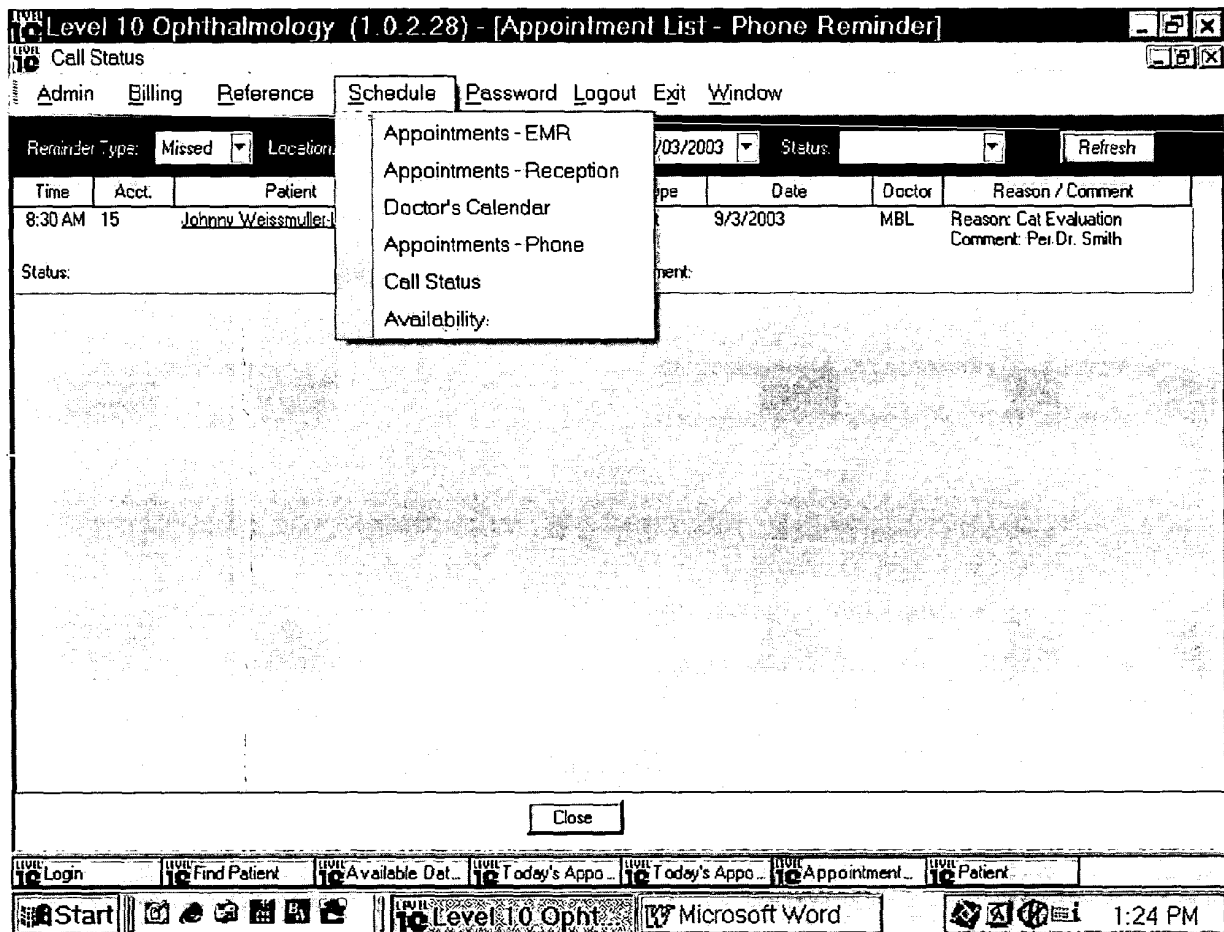 Level 10 Ophthalmology (1.0.2.28) - [Appointment List - Phone Reminder]
Call Status
Admin Billing Reference Schedule Password Logout Exit Window
Appointments - EMR
Appointments - Reception
Doctor's Calendar
Appointments - Phone
Call Status
Availability
Reminder Type: Missed Location: /03/2003 Status: Refresh
Time Acct. Patient Date Doctor Reason / Comment
8:30 AM 15 Johnny Weissmuller 9/3/2003 MBL Reason: Cat Evaluation
Comment: Per Dr. Smith
Status: ment:
Close
Login Find Patient Available Dat... Today's Appo... Today's Appo... Appointment... Patient
Start Level 10 Opht Microsoft Word 1:24 PM